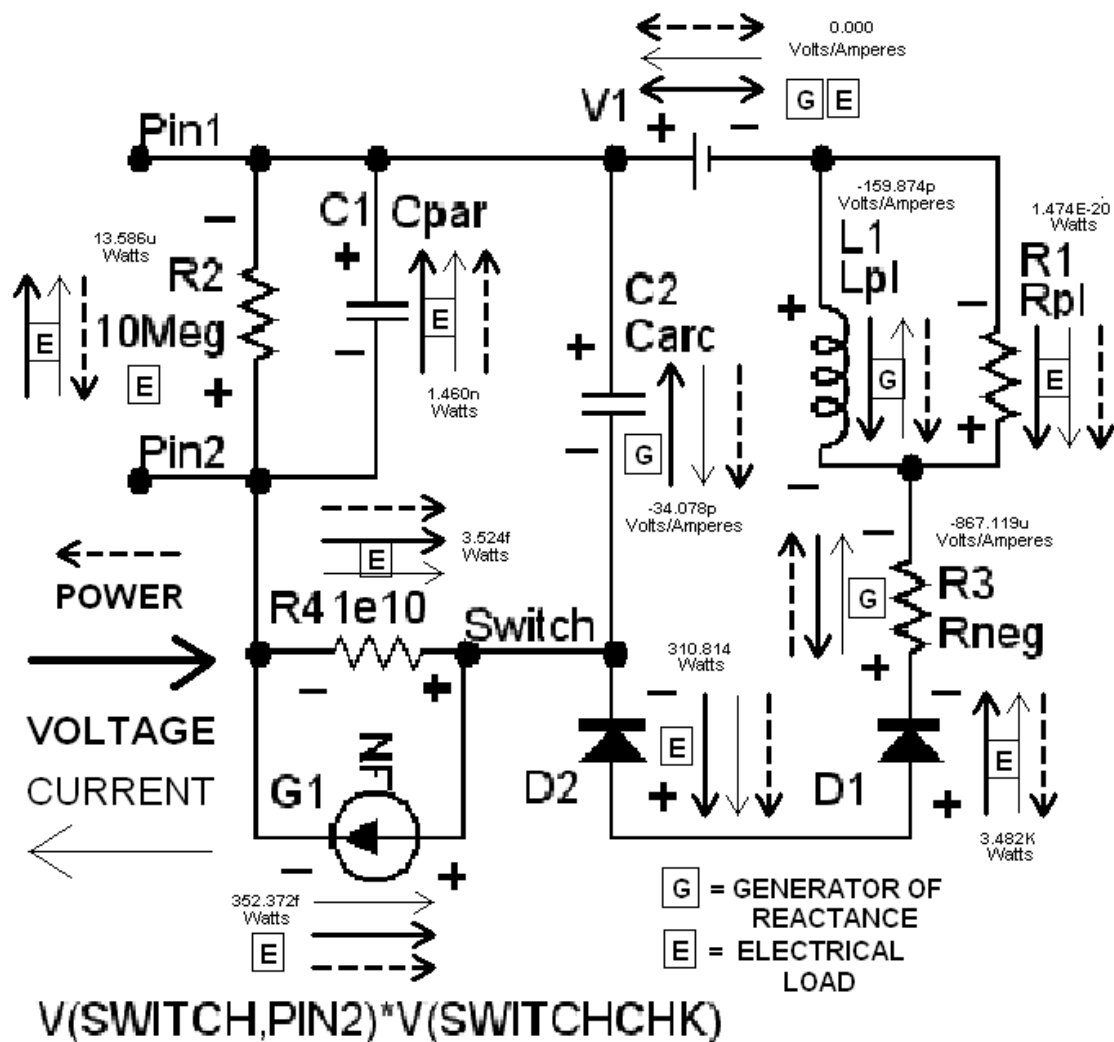 0.000
Volts/Amperes
V1
G E
+ −
Pin1
-159.874p
Volts/Amperes
1.474E-20
Watts
C1 Cpar
L1
Lpl
R1
Rpl
13.586u
Watts
R2
10Meg
E
E
E
1.460n
Watts
C2
Carc
G
-34.078p
Volts/Amperes
G
E
Pin2
3.524f
Watts
E
-867.119u
Volts/Amperes
G
R3
Rneg
POWER
R4 1e10
Switch
310.814
Watts
E
VOLTAGE
CURRENT
NF
G1
D2
D1
E
3.482K
Watts
352.372f
Watts
E
G = GENERATOR OF
REACTANCE
E = ELECTRICAL
LOAD
V(SWITCH,PIN2)*V(SWITCHCHK)